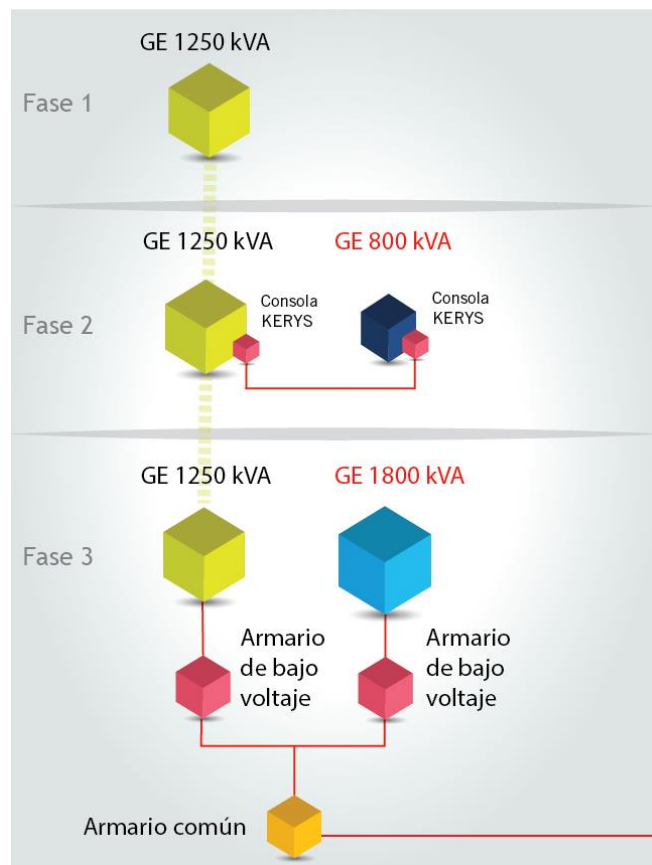 GE 1250 kVA
Fase 1
GE 1250 kVA
GE 800 kVA
Fase 2
Consola
KERYS
Consola
KERYS
GE 1250 kVA
GE 1800 kVA
Fase 3
Armario
de bajo
voltaje
Armario
de bajo
voltaje
Armario común